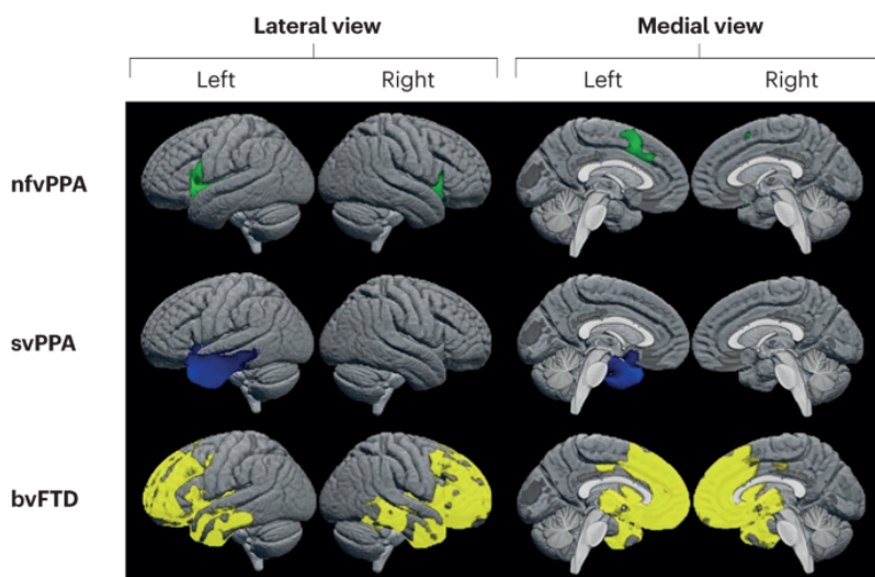 Lateral view Medial view
Left Right Left Right
nfvPPA
svPPA
bvFTD